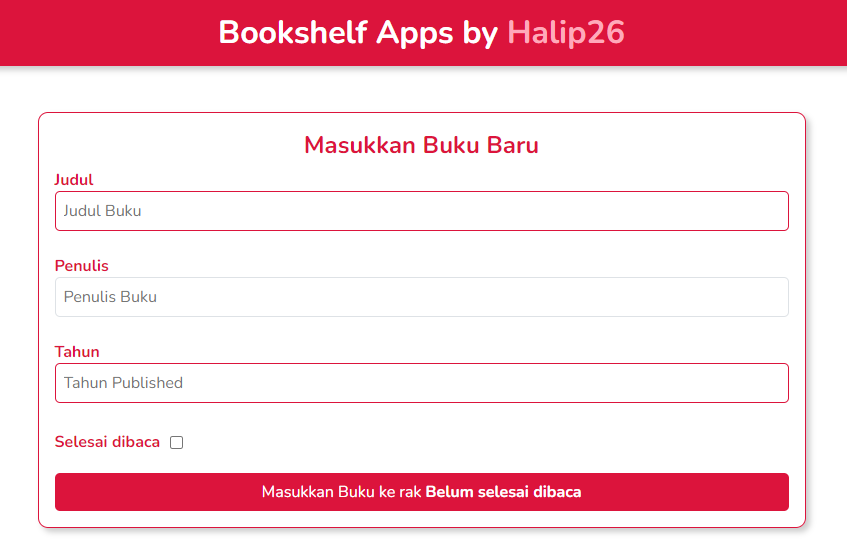 Bookshelf Apps by Halip26
Masukkan Buku Baru
Judul
Judul Buku
Penulis
Penulis Buku
Tahun
Tahun Published
Selesai dibaca
Masukkan Buku ke rak Belum selesai dibaca